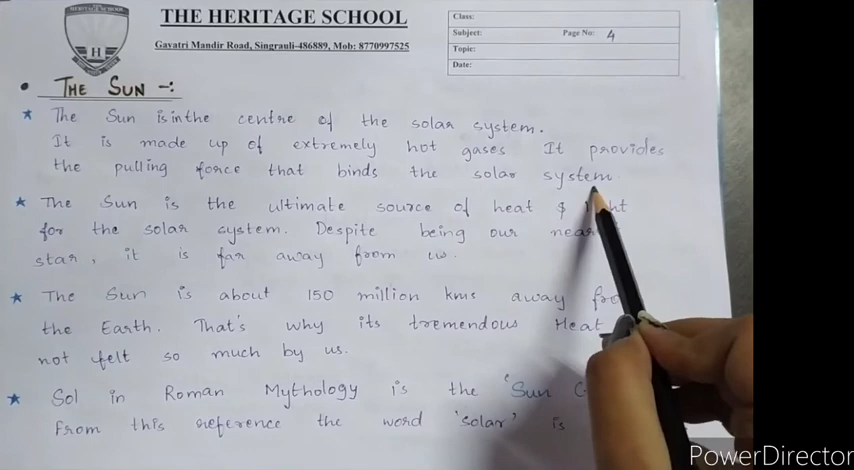 THE HERITAGE SCHOOL
Gayatri Mandir Road, Singrauli-486889, Mob: 8770997525
Class:
Subject: Page No: 4
Topic:
Date:
H
• THE SUN -:
★ The Sun is in the centre of the solar system.
It is made up of extremely hot gases It provides
the pulling force that binds the solar system.
★ The Sun is the ultimate source of heat $
for the solar system. Despite being our
star, it is far away from us.
★ The Sun is about 150 million kms away
the Earth. That's why its tremendous Heat
not felt so much by us.
★ Sol in Roman Mythology is the 'Sun
From this reference the word 'solar' is
PowerDirector